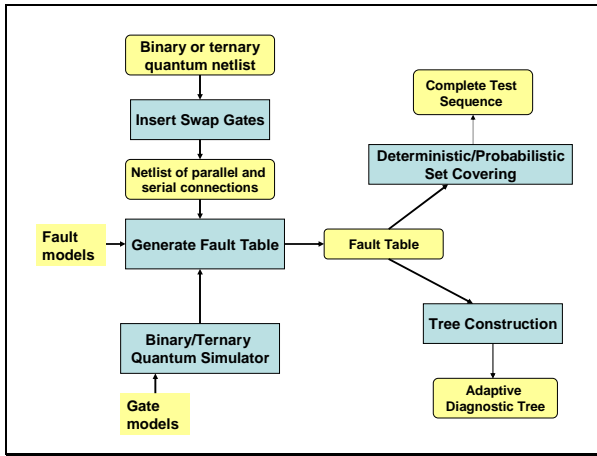 Binary or ternary
quantum netlist
Insert Swap Gates
Netlist of parallel and
serial connections
Fault
models
Generate Fault Table
Binary/Ternary
Quantum Simulator
Gate
models
Fault Table
Complete Test
Sequence
Deterministic/Probabilistic
Set Covering
Tree Construction
Adaptive
Diagnostic Tree